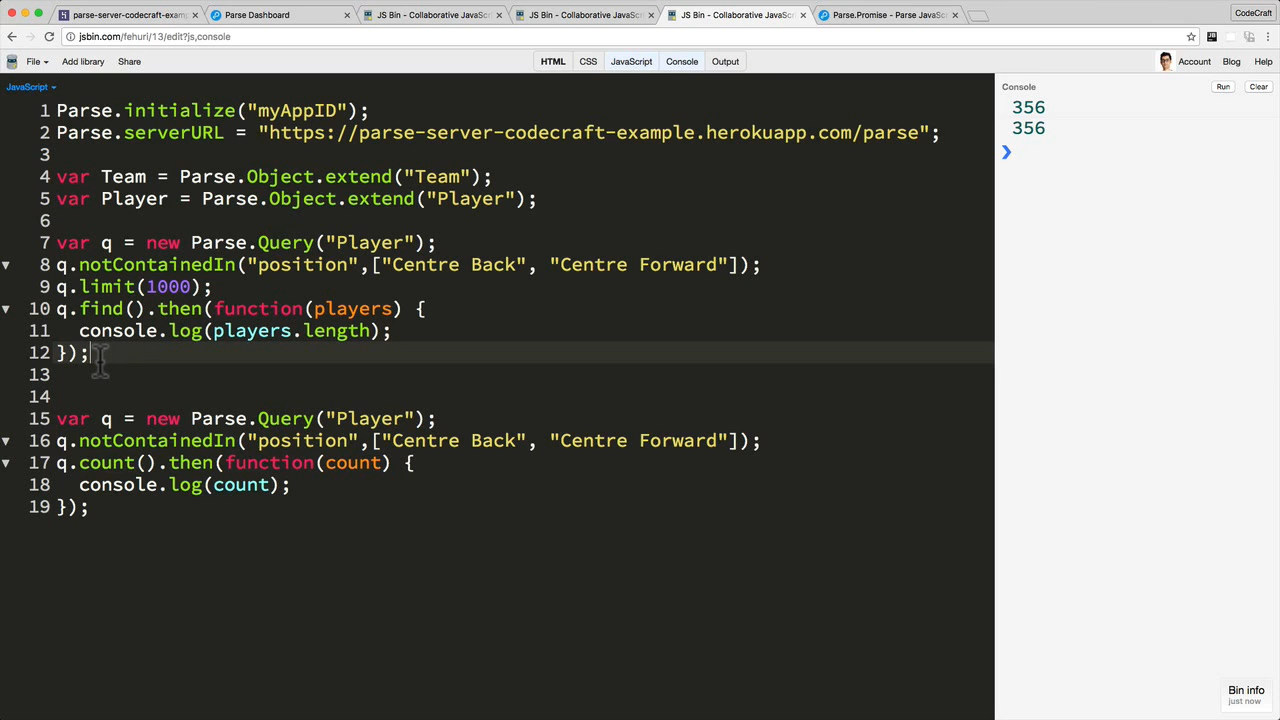 parse-server-codecraft-exam
Parse Dashboard
JS Bin - Collaborative JavaScri
JS Bin - Collaborative JavaScri
JS Bin - Collaborative JavaScri
Parse.Promise - Parse JavaSc
CodeCraft
jsbin.com/fehuri/13/edit?js,console
File
Add library
Share
HTML
CSS
JavaScript
Console
Output
Account
Blog
Help
JavaScript
Console
Run
Clear
1 Parse.initialize("myAppID");
2 Parse.serverURL = "https://parse-server-codecraft-example.herokuapp.com/parse";
3
4 var Team = Parse.Object.extend("Team");
5 var Player = Parse.Object.extend("Player");
6
7 var q = new Parse.Query("Player");
8 q.notContainedIn("position",["Centre Back", "Centre Forward"]);
9 q.limit(1000);
10 q.find().then(function(players) {
11 console.log(players.length);
12 });
13
14
15 var q = new Parse.Query("Player");
16 q.notContainedIn("position",["Centre Back", "Centre Forward"]);
17 q.count().then(function(count) {
18 console.log(count);
19 });
356
356
Bin info
just now